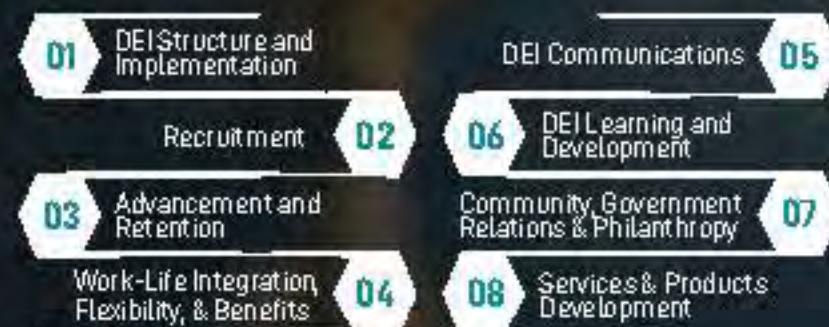 01
DEI Structure and
Implementation
Recruitment
02
03
Advancement and
Retention
Work-Life Integration,
Flexibility, & Benefits
04
DEI Communications
05
06
DEI Learning and
Development
Community, Government
Relations & Philanthropy
07
08
Services & Products
Development